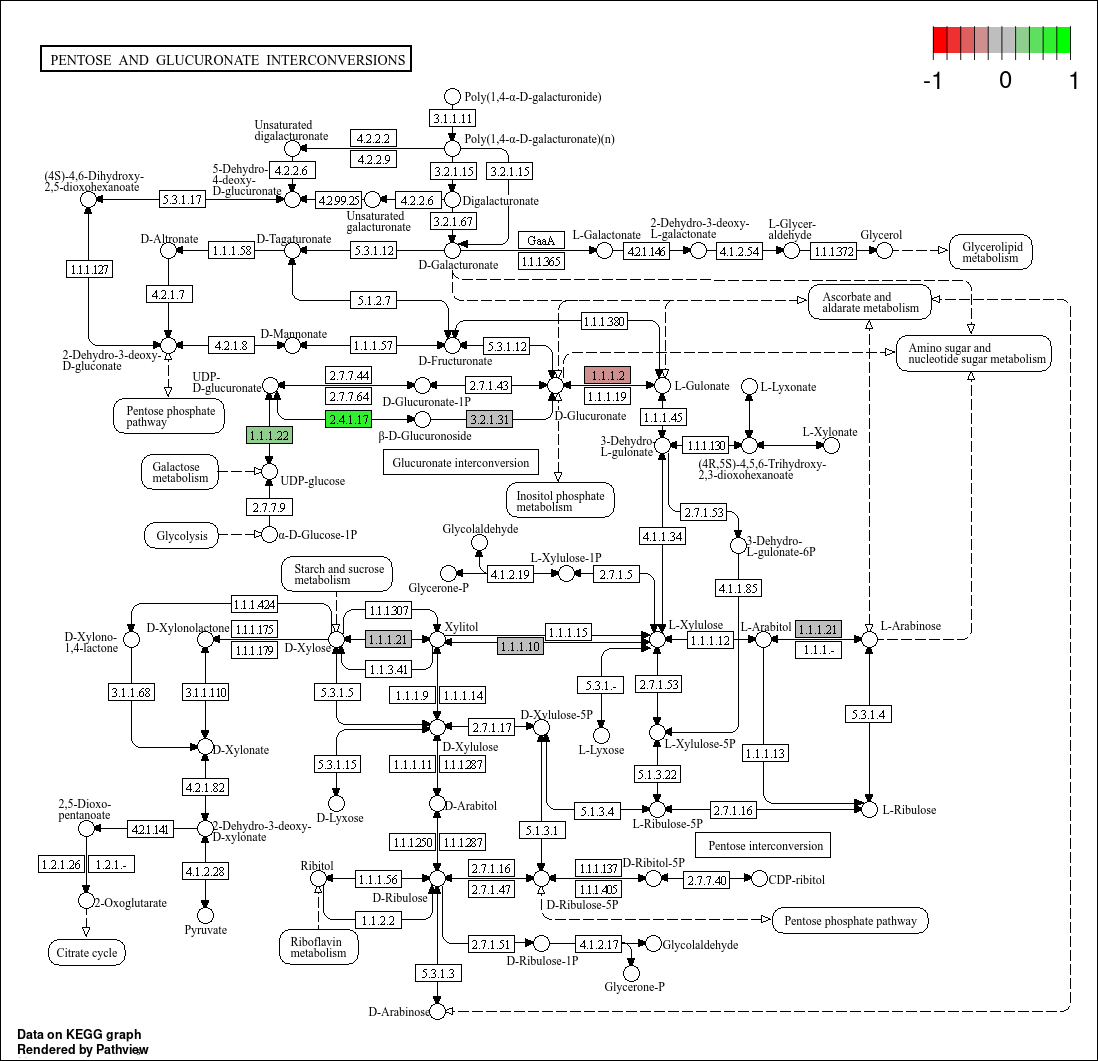 PENTOSE AND GLUCURONATE INTERCONVERSIONS
-1
0
1
Poly(1,4-α-D-galacturonide)
3.1.1.11
Unsaturated
digalacturonate
4.2.2.2
Poly(1,4-α-D-galacturonate)(n)
4.2.2.9
(4S)-4,6-Dihydroxy-
2,5-dioxohexanoate
5-Dehydro-
4-deoxy-
D-glucuronate
4.2.2.6
3.2.1.15
3.2.1.15
5.3.1.17
4.2.99.25
4.2.2.6
Digalacturonate
Unsaturated
galacturonate
3.2.1.67
D-Altronate
D-Tagaturonate
1.1.1.58
5.3.1.12
D-Galacturonate
GaaA
1.1.1.365
L-Galactonate
4.2.1.146
2-Dehydro-3-deoxy-
L-galactonate
4.1.2.54
L-Glycer-
aldehyde
1.1.1.372
Glycerol
Glycerolipid
metabolism
1.1.1.127
4.2.1.7
5.1.2.7
Ascorbate and
aldarate metabolism
1.1.1.380
D-Mannonate
2-Dehydro-3-deoxy-
D-gluconate
4.2.1.8
1.1.1.57
D-Fructuronate
5.3.1.12
Amino sugar and
nucleotide sugar metabolism
UDP-
D-glucuronate
2.7.7.44
2.7.7.64
D-Glucuronate-1P
2.7.1.43
1.1.1.2
1.1.1.19
D-Glucuronate
L-Gulonate
L-Lyxonate
Pentose phosphate
pathway
2.4.1.17
β-D-Glucuronoside
3.2.1.31
1.1.1.45
1.1.1.22
3-Dehydro-
L-gulonate
1.1.1.130
L-Xylonate
(4R,5S)-4,5,6-Trihydroxy-
2,3-dioxohexanoate
Glucuronate interconversion
Galactose
metabolism
UDP-glucose
Inositol phosphate
metabolism
2.7.7.9
2.7.1.53
Glycolysis
α-D-Glucose-1P
Glycolaldehyde
4.1.1.34
3-Dehydro-
L-gulonate-6P
L-Xylulose-1P
Starch and sucrose
metabolism
Glycerone-P
4.1.2.19
2.7.1.5
4.1.1.85
1.1.1.424
1.1.1.307
D-Xylono-
1,4-lactone
D-Xylonolactone
1.1.1.175
1.1.1.179
D-Xylose
1.1.1.21
Xylitol
1.1.1.15
1.1.1.10
L-Xylulose
1.1.1.12
L-Arabitol
1.1.1.21
1.1.1.-
L-Arabinose
1.1.3.41
3.1.1.68
3.1.1.110
5.3.1.5
1.1.1.9
1.1.1.14
5.3.1.-
2.7.1.53
5.3.1.4
D-Xylulose-5P
2.7.1.17
D-Xylonate
D-Xylulose
L-Lyxose
L-Xylulose-5P
1.1.1.13
5.3.1.15
1.1.1.11
1.1.1.287
5.1.3.22
4.2.1.82
2,5-Dioxo-
pentanoate
D-Lyxose
D-Arabitol
5.3.1.4
L-Ribulose-5P
2.7.1.16
L-Ribulose
4.2.1.141
2-Dehydro-3-deoxy-
D-xylonate
5.1.3.1
1.1.1.250
1.1.1.287
Pentose interconversion
1.2.1.26
1.2.1.-
4.1.2.28
Ribitol
1.1.1.56
D-Ribulose
2.7.1.16
2.7.1.47
1.1.1.137
1.1.1.405
D-Ribitol-5P
2.7.7.40
CDP-ribitol
2-Oxoglutarate
D-Ribulose-5P
Pyruvate
1.1.2.2
Pentose phosphate pathway
Citrate cycle
Riboflavin
metabolism
2.7.1.51
D-Ribulose-1P
4.1.2.17
Glycolaldehyde
5.3.1.3
Glycerone-P
D-Arabinose
Data on KEGG graph
Rendered by Pathview